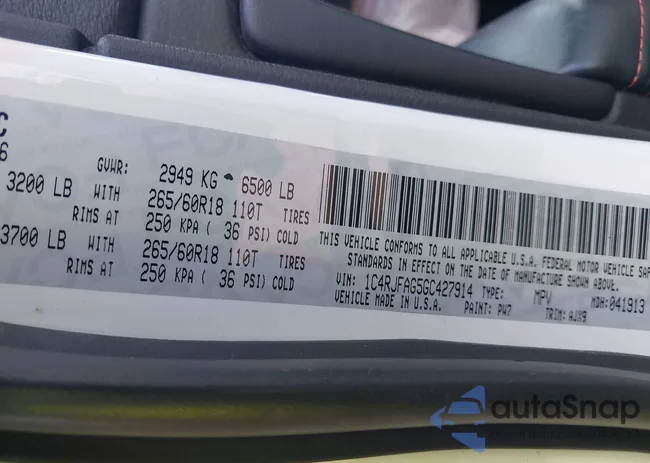 C
6
GVWR: 2949 KG 6500 LB
3200 LB WITH 265/60R18 110T TIRES
RIMS AT 250 KPA ( 36 PSI) COLD
3700 LB WITH 265/60R18 110T TIRES
RIMS AT 250 KPA ( 36 PSI) COLD
THIS VEHICLE CONFORMS TO ALL APPLICABLE U.S.A. FEDERAL MOTOR VEHICLE SAF
STANDARDS IN EFFECT ON THE DATE OF MANUFACTURE SHOWN ABOVE.
VIN: 1C4RJFAG5GC427914 TYPE: MPV MDH:041913
VEHICLE MADE IN U.S.A. PAINT: PW7 TRIM: AJX9
autoSnap